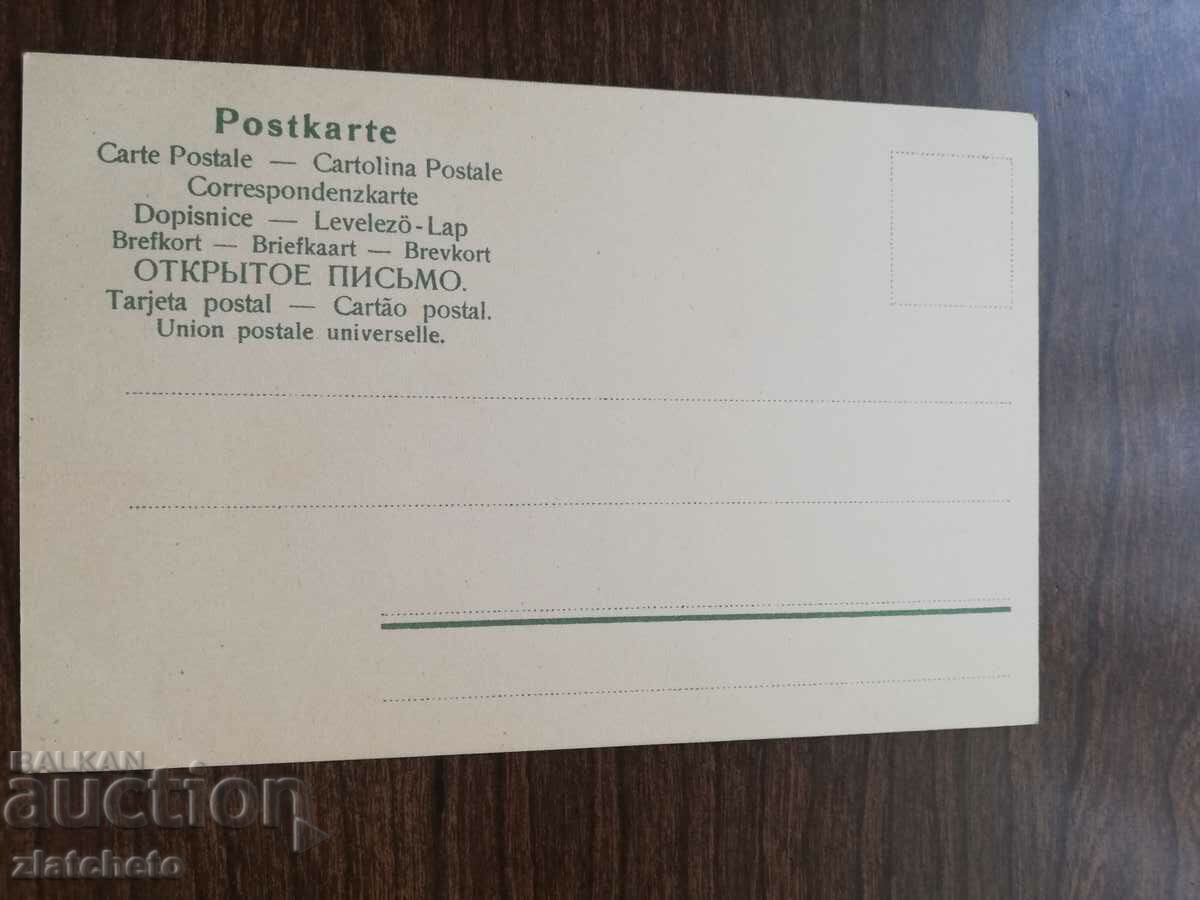 Postkarte
Carte Postale — Cartolina Postale
Correspondenzkarte
Dopisnice — Levelezö-Lap
Brefkort — Briefkaart — Brevkort
ОТКРЫТОЕ ПИСЬМО.
Tarjeta postal — Cartão postal.
Union postale universelle.
BALKAN
auction
zlatcheto